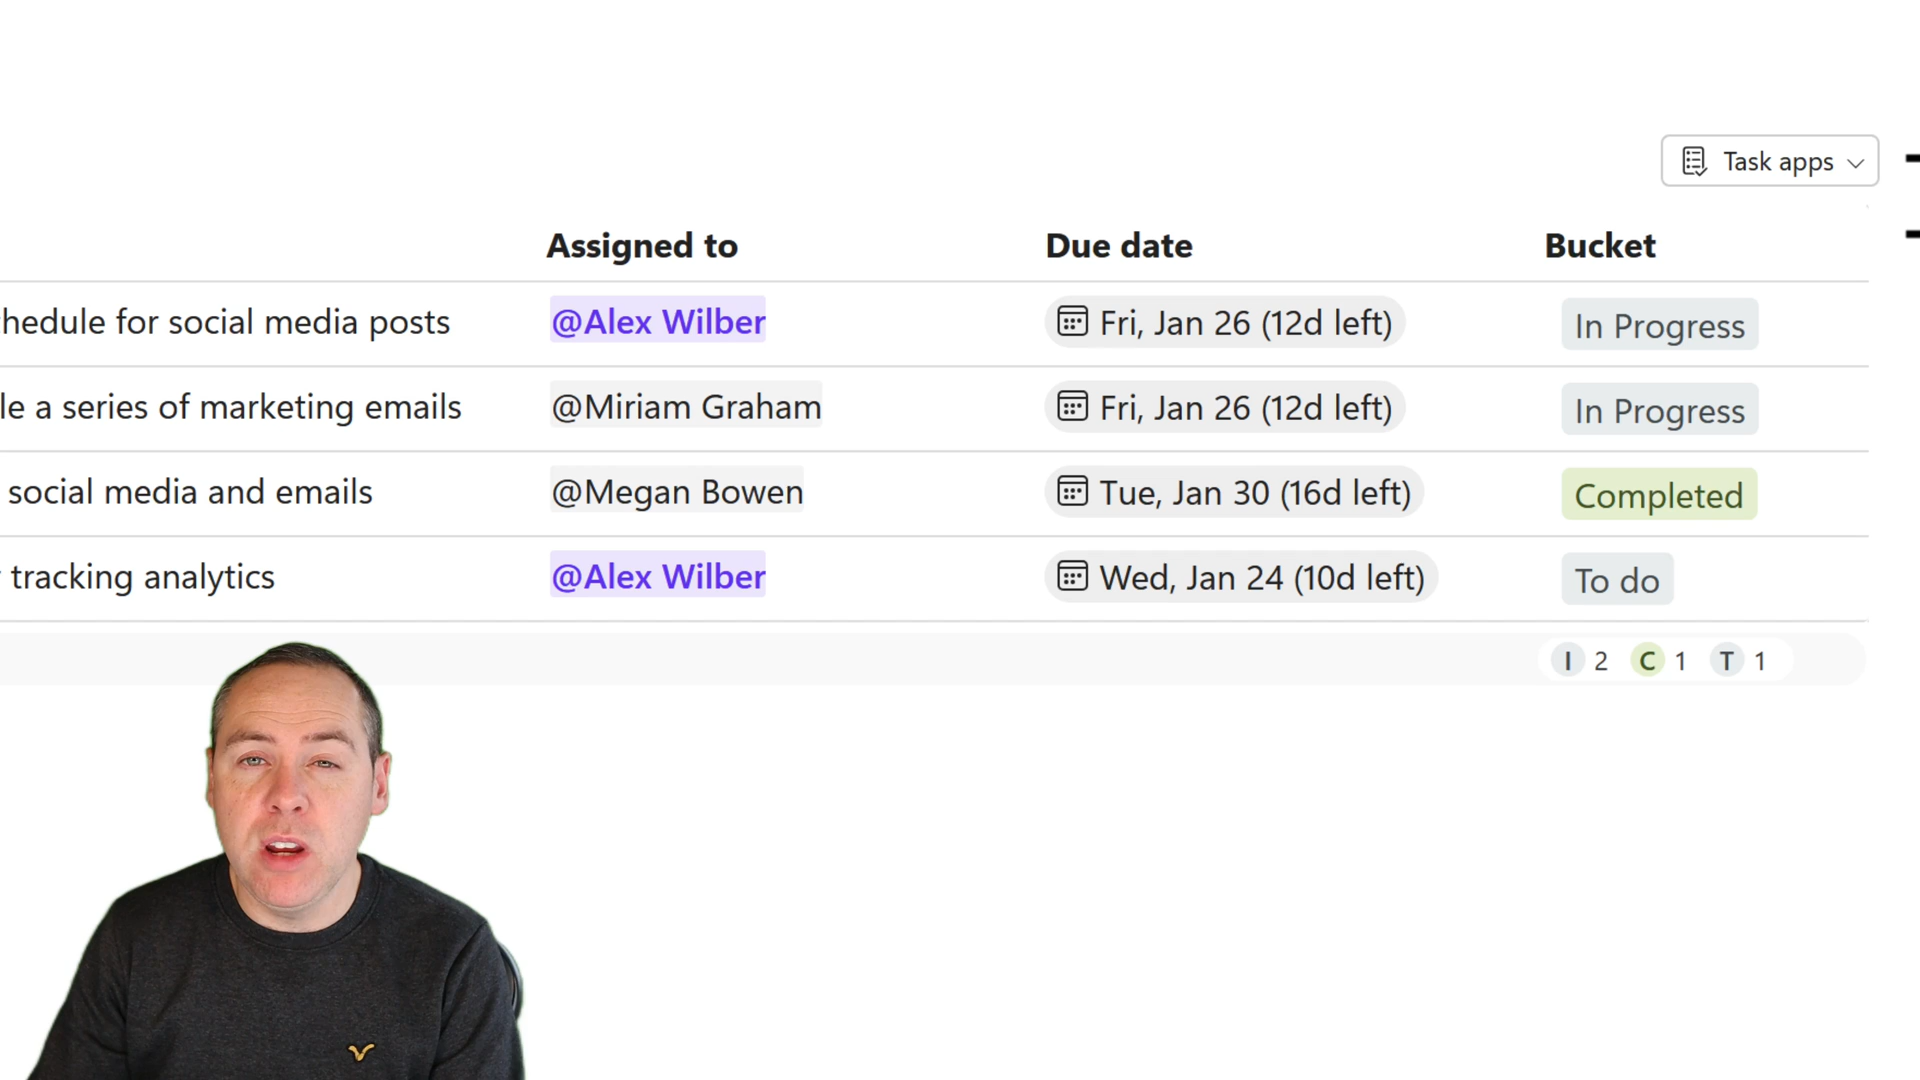 Task apps
Assigned to Due date Bucket
for social media posts @Alex Wilber Fri, Jan 26 (12d left) In Progress
a series of marketing emails @Miriam Graham Fri, Jan 26 (12d left) In Progress
social media and emails @Megan Bowen Tue, Jan 30 (16d left) Completed
tracking analytics @Alex Wilber Wed, Jan 24 (10d left) To do
I 2 C 1 T 1